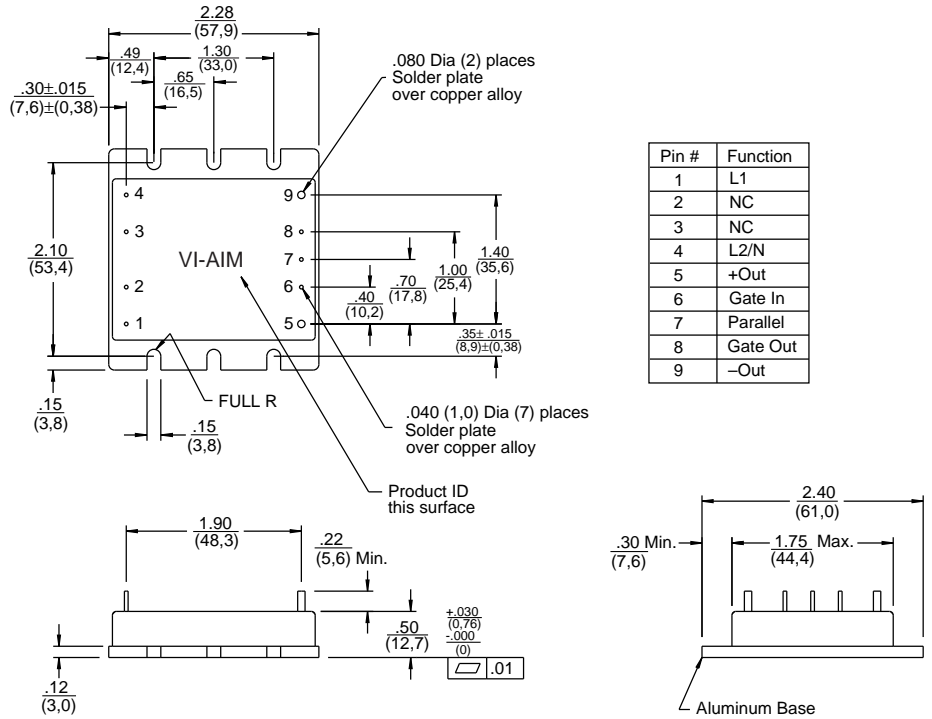 2.28
(57,9)
.49
(12,4)
1.30
(33,0)
.65
(16,5)
.30±.015
(7,6)±(0,38)
.080 Dia (2) places
Solder plate
over copper alloy
4
3
2
1
9
8
7
6
5
VI-AIM
2.10
(53,4)
.40
(10,2)
.70
(17,8)
1.00
(25,4)
1.40
(35,6)
.35± .015
(8,9)±(0,38)
.15
(3,8)
.15
(3,8)
FULL R
.040 (1,0) Dia (7) places
Solder plate
over copper alloy
Product ID
this surface
Pin # Function
1 L1
2 NC
3 NC
4 L2/N
5 +Out
6 Gate In
7 Parallel
8 Gate Out
9 –Out
1.90
(48,3)
.22
(5,6) Min.
.50
(12,7)
+.030
(0,76)
-.000
(0)
.01
.12
(3,0)
2.40
(61,0)
.30 Min.
(7,6)
1.75 Max.
(44,4)
Aluminum Base